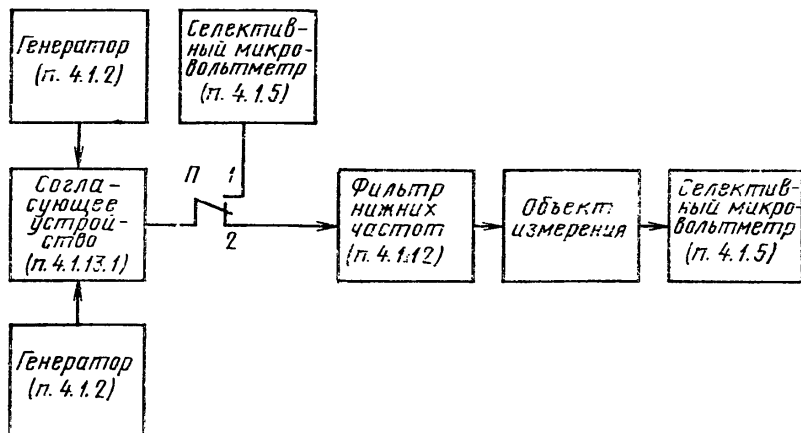 Генератор
(п. 4.1.2)
Селектив-
ный микро-
вольтметр
(п. 4.1.5)
Согла-
сующее
устрой-
ство
(п.4.1.13.1)
П 1
2
Фильтр
нижних
частот
(п. 4.1.12)
Объект
измерения
Селектив-
ный микро-
вольтметр
(п. 4.1.5)
Генератор
(п. 4.1.2)